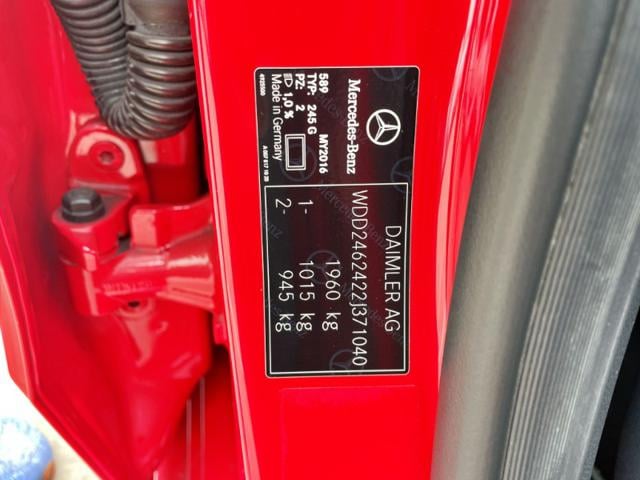 DAIMLER AG
WDD2462422J371040
1960 kg
1- 1015 kg
2- 945 kg
Mercedes-Benz
589
TYP: 245 G MY2016
PZ: 2
1,0 %
Made in Germany